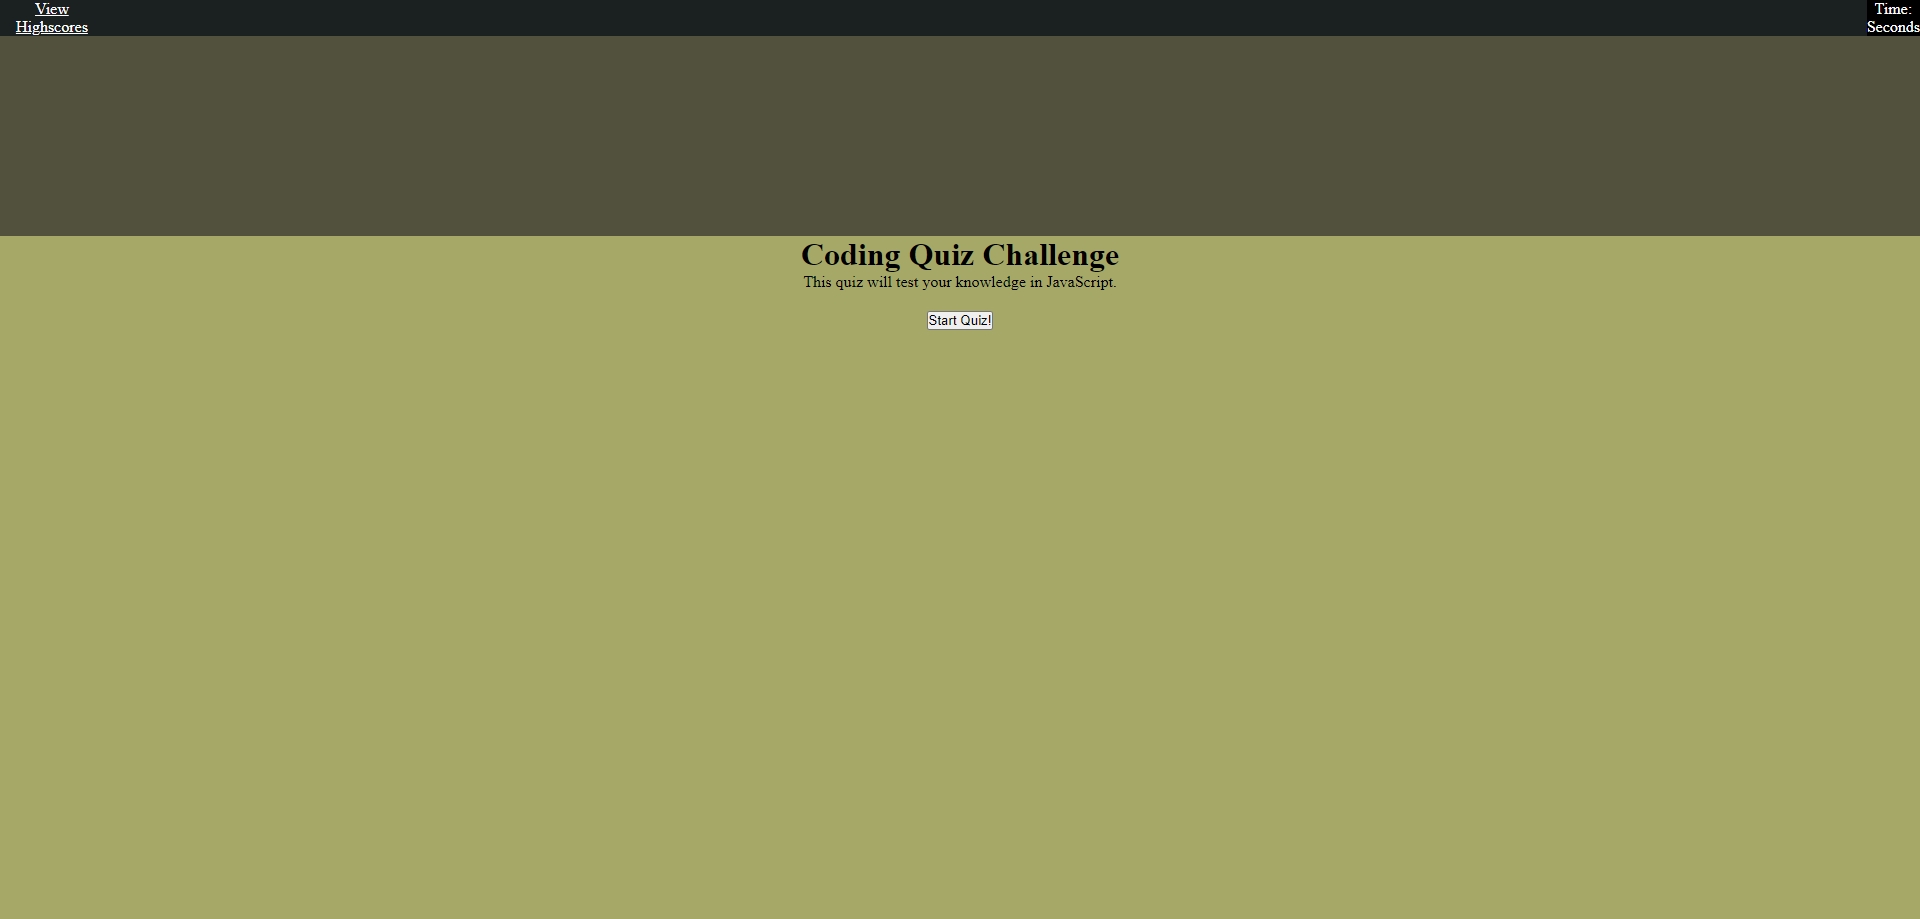 View
Highscores
Time:
Seconds
Coding Quiz Challenge
This quiz will test your knowledge in JavaScript.
Start Quiz!